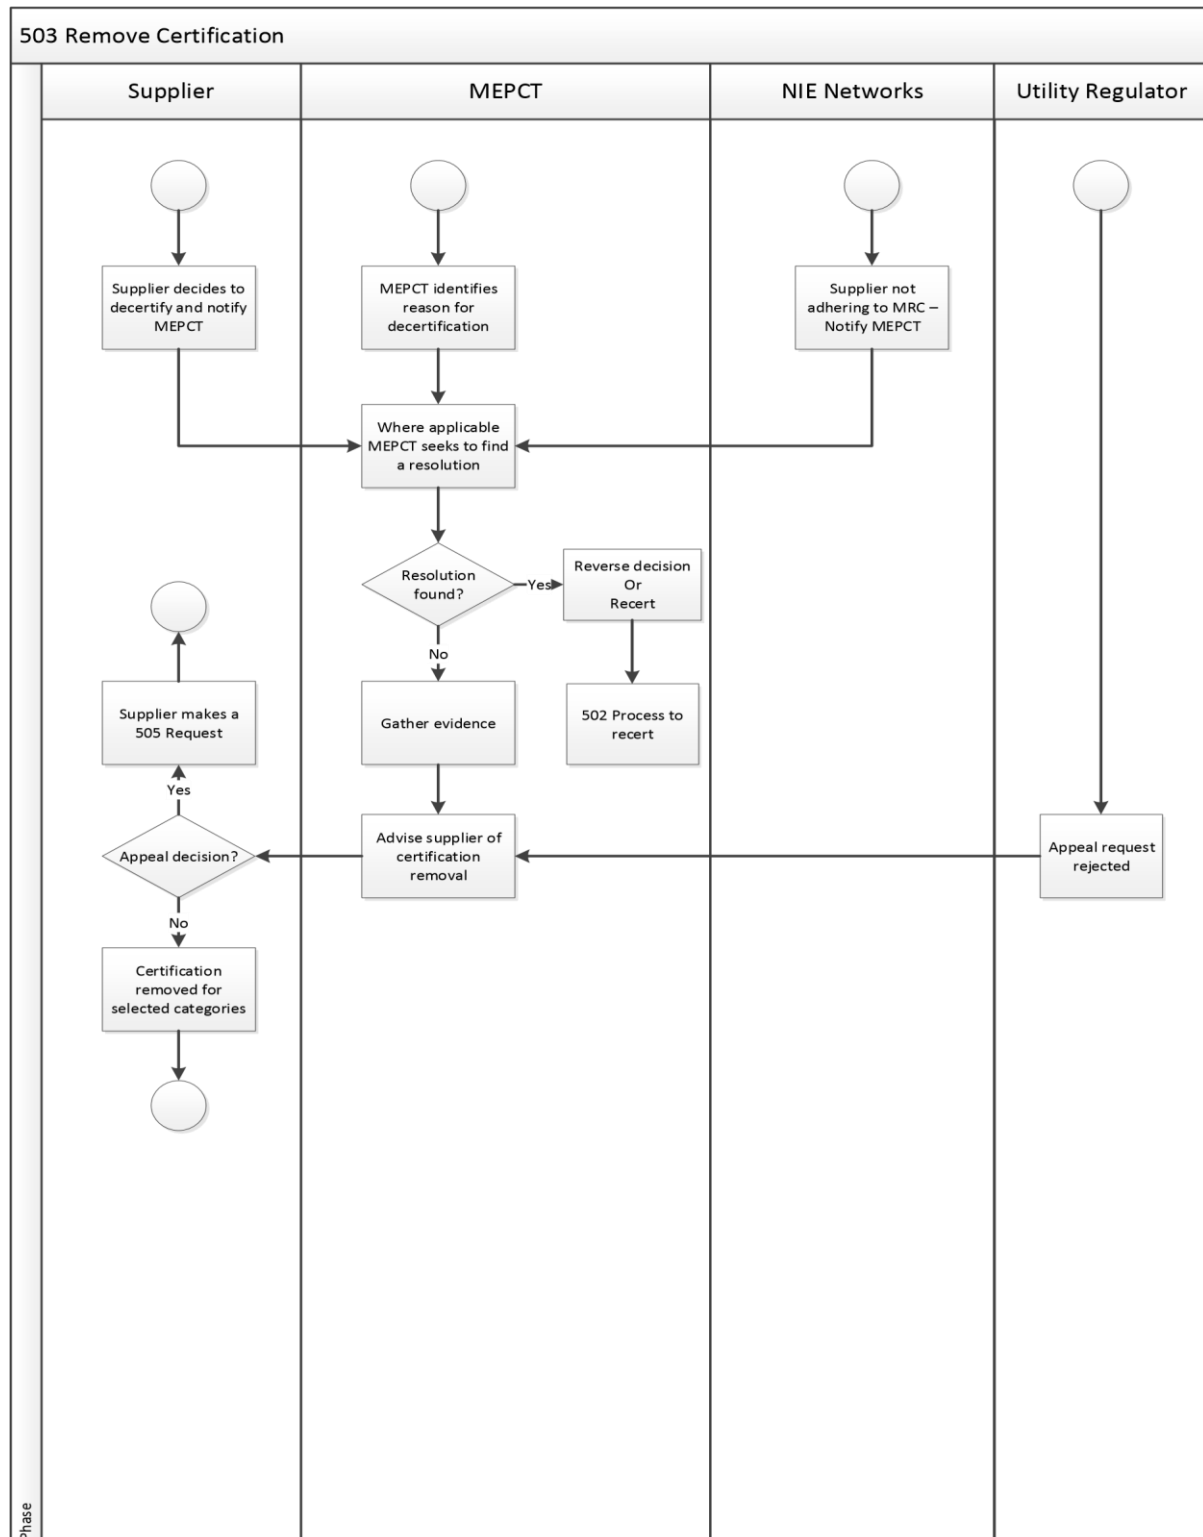 503 Remove Certification
Supplier
MEPCT
NIE Networks
Utility Regulator
Supplier decides to
decertify and notify
MEPCT
MEPCT identifies
reason for
decertification
Supplier not
adhering to MRC –
Notify MEPCT
Where applicable
MEPCT seeks to find
a resolution
Resolution
found?
Yes
Reverse decision
Or
Recert
No
Supplier makes a
505 Request
Gather evidence
502 Process to
recert
Yes
Appeal decision?
Advise supplier of
certification
removal
Appeal request
rejected
No
Certification
removed for
selected categories
Phase